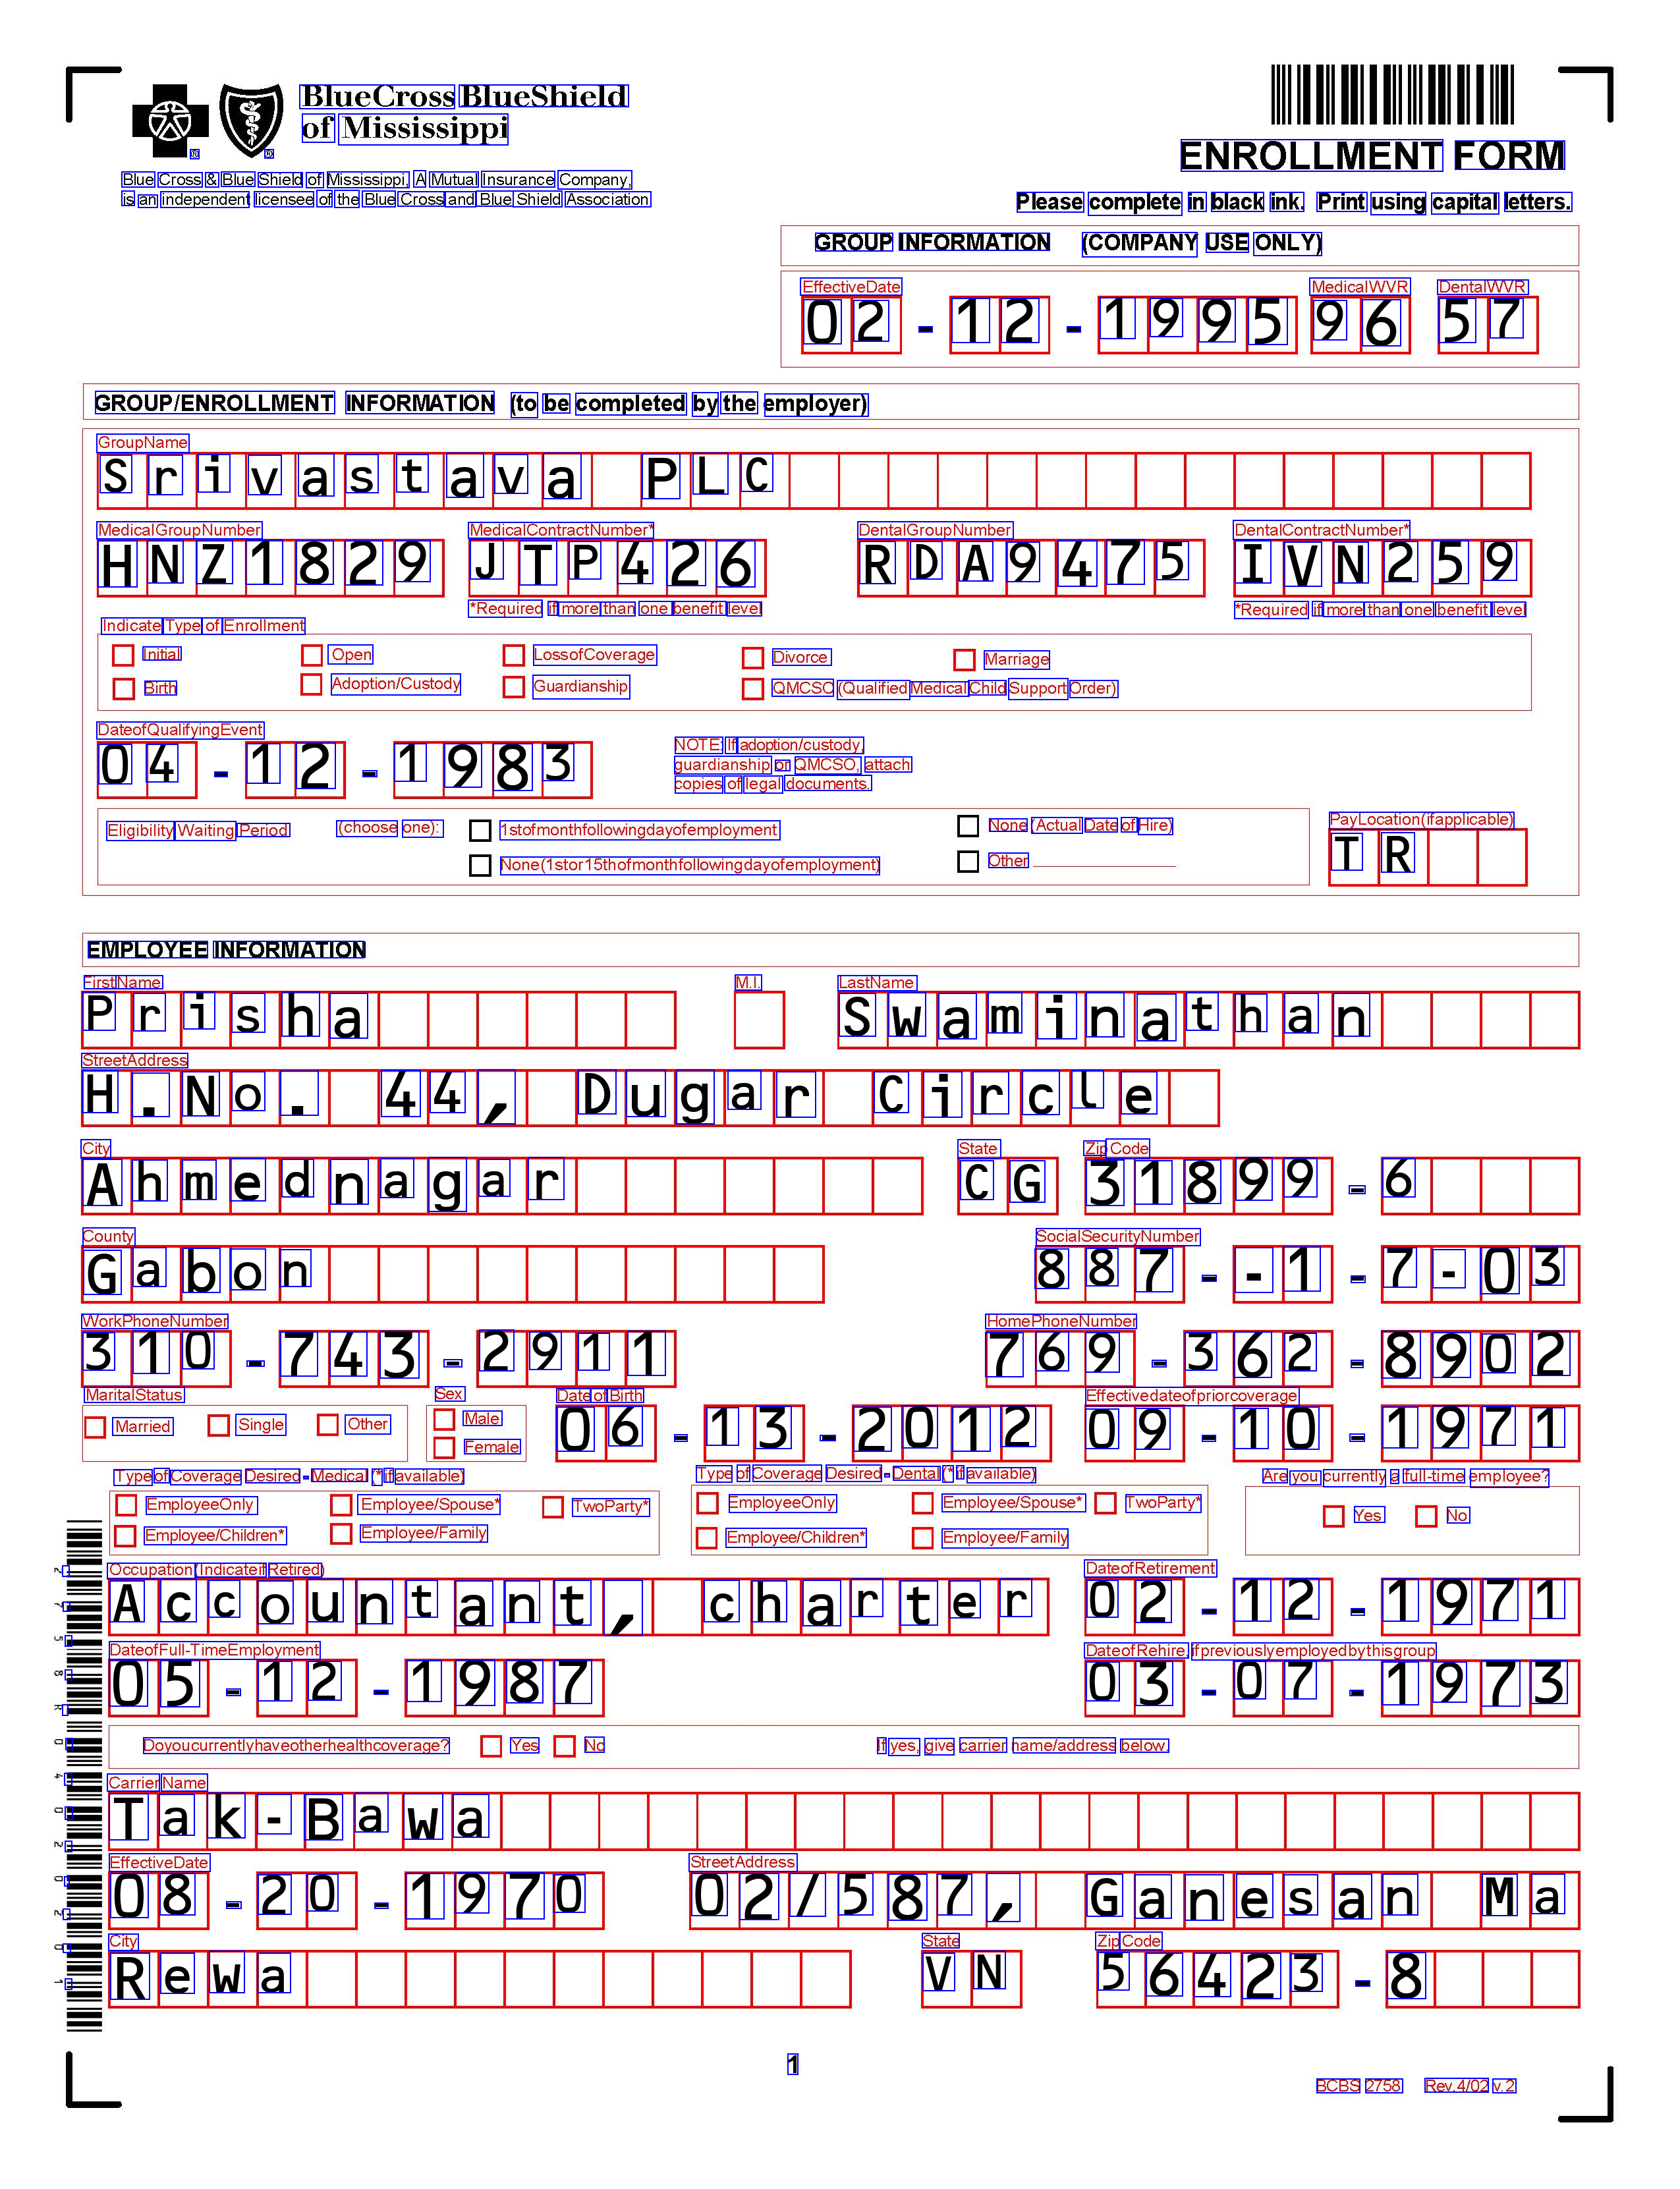 BlueCross BlueShield
of Mississippi
® ®
ENROLLMENT FORM
Blue Cross & Blue Shield of Mississippi, A Mutual Insurance Company,
is an independent licensee of the Blue Cross and Blue Shield Association
Please complete in black ink. Print using capital letters.
GROUP INFORMATION (COMPANY USE ONLY)
EffectiveDate MedicalWVR DentalWVR
02-12-1995 96 57
GROUP/ENROLLMENT INFORMATION (to be completed by the employer)
GroupName
Srivastava PLC
MedicalGroupNumber MedicalContractNumber* DentalGroupNumber DentalContractNumber*
HNZ1829 JTP426 RDA9475 IVN259
*Required if more than one benefit level *Required if more than one benefit level
Indicate Type of Enrollment
Initial Open LossofCoverage Divorce Marriage
Birth Adoption/Custody Guardianship QMCSO (Qualified Medical Child Support Order)
DateofQualifyingEvent
04-12-1983
NOTE: If adoption/custody,
guardianship or QMCSO, attach
copies of legal documents.
Eligibility Waiting Period (choose one): 1stofmonthfollowingdayofemployment None (Actual Date of Hire)
None(1stor15thofmonthfollowingdayofemployment) Other
PayLocation(ifapplicable)
TR
EMPLOYEE INFORMATION
FirstName M.I. LastName
Prisha Swaminathan
StreetAddress
H.No. 44, Dugar Circle
City State Zip Code
Ahmednagar CG 31899-6
County SocialSecurityNumber
Gabon 887--1-7-03
WorkPhoneNumber HomePhoneNumber
310-743-2911 769-362-8902
MaritalStatus Sex Date of Birth Effectivedateofpriorcoverage
Married Single Other Male Female 06-13-2012 09-10-1971
Type of Coverage Desired - Medical (* if available) Type of Coverage Desired - Dental (* if available) Are you currently a full-time employee?
EmployeeOnly Employee/Spouse* TwoParty* EmployeeOnly Employee/Spouse* TwoParty* Yes No
Employee/Children* Employee/Family Employee/Children* Employee/Family
Occupation (Indicateif Retired) DateofRetirement
Accountant, charter 02-12-1971
DateofFull-TimeEmployment DateofRehire, ifpreviouslyemployedbythisgroup
05-12-1987 03-07-1973
Doyoucurrentlyhaveotherhealthcoverage? Yes No If yes, give carrier name/address below.
Carrier Name
Tak-Bawa
EffectiveDate StreetAddress
08-20-1970 02/587, Ganesan Ma
City State Zip Code
Rewa VN 56423-8
1
BCBS 2758 Rev.4/02 v.2